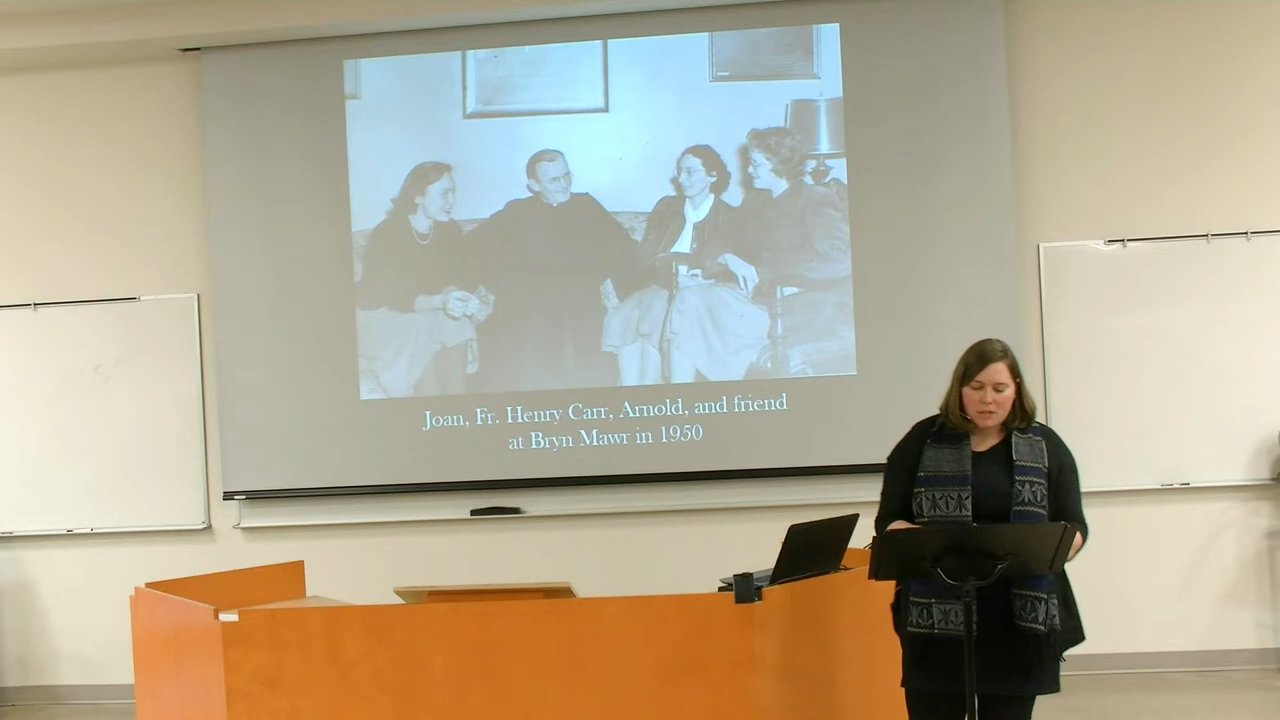 Joan, Fr. Henry Carr, Arnold, and friend
at Bryn Mawr in 1950